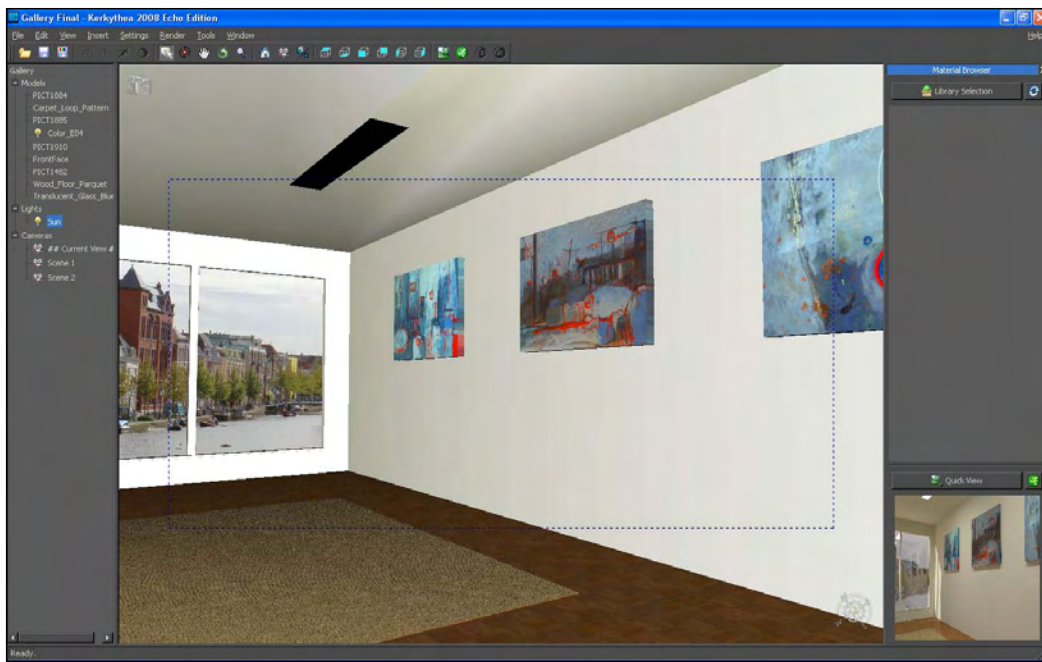 Gallery Final - Kerkythea 2008 Echo Edition
File Edit View Insert Settings Render Tools Window Help
Gallery
Models
PICT1884
Carpet_Loop_Pattern
PICT1885
Color_E04
PICT1910
FrontFace
PICT1482
Wood_Floor_Parquet
Translucent_Glass_Blur
Lights
Sun
Cameras
## Current View #
Scene 1
Scene 2
Material Browser
Library Selection
Quick View
Ready.